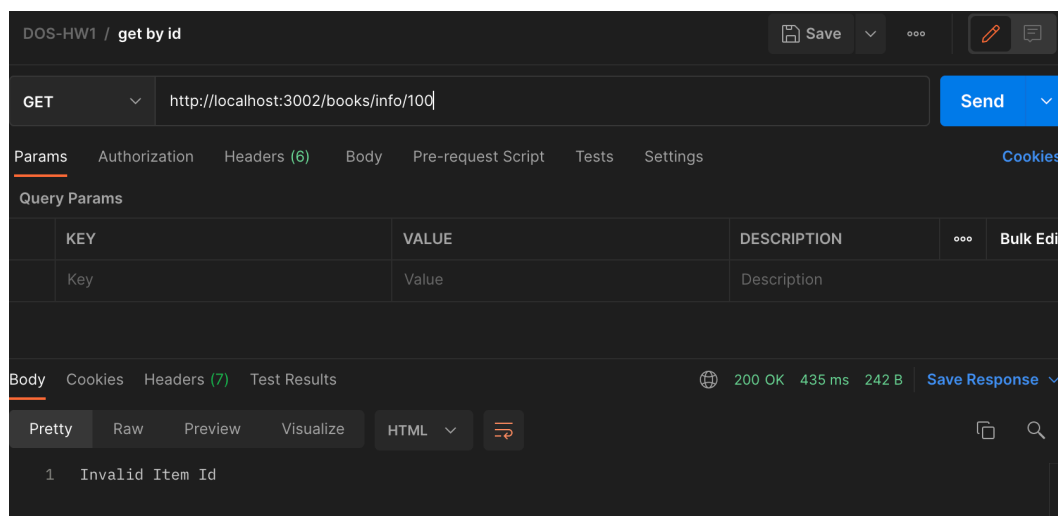 DOS-HW1 / get by id Save ooo
GET http://localhost:3002/books/info/100 Send
Params Authorization Headers (6) Body Pre-request Script Tests Settings Cookies
Query Params
KEY VALUE DESCRIPTION ooo Bulk Edi
Key Value Description
Body Cookies Headers (7) Test Results 200 OK 435 ms 242 B Save Response
Pretty Raw Preview Visualize HTML
1 Invalid Item Id